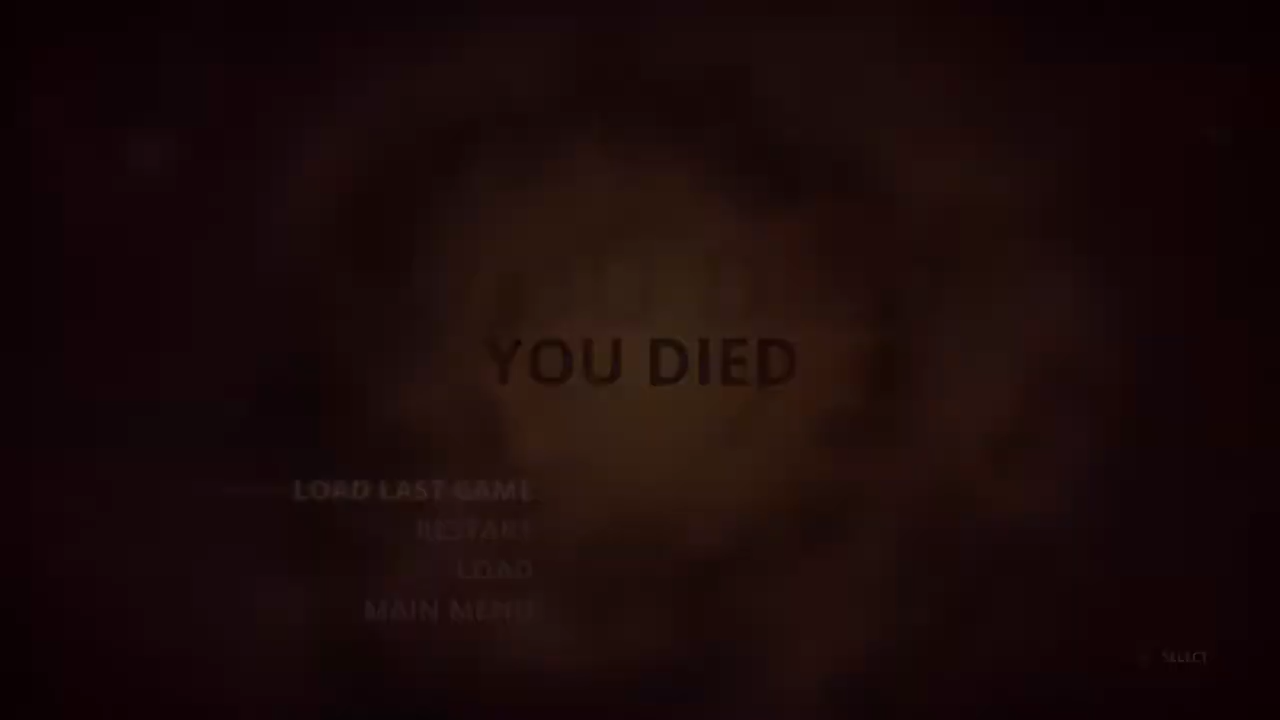 YOU DIED
LOAD LAST GAME
RESTART
LOAD
MAIN MENU
SELECT